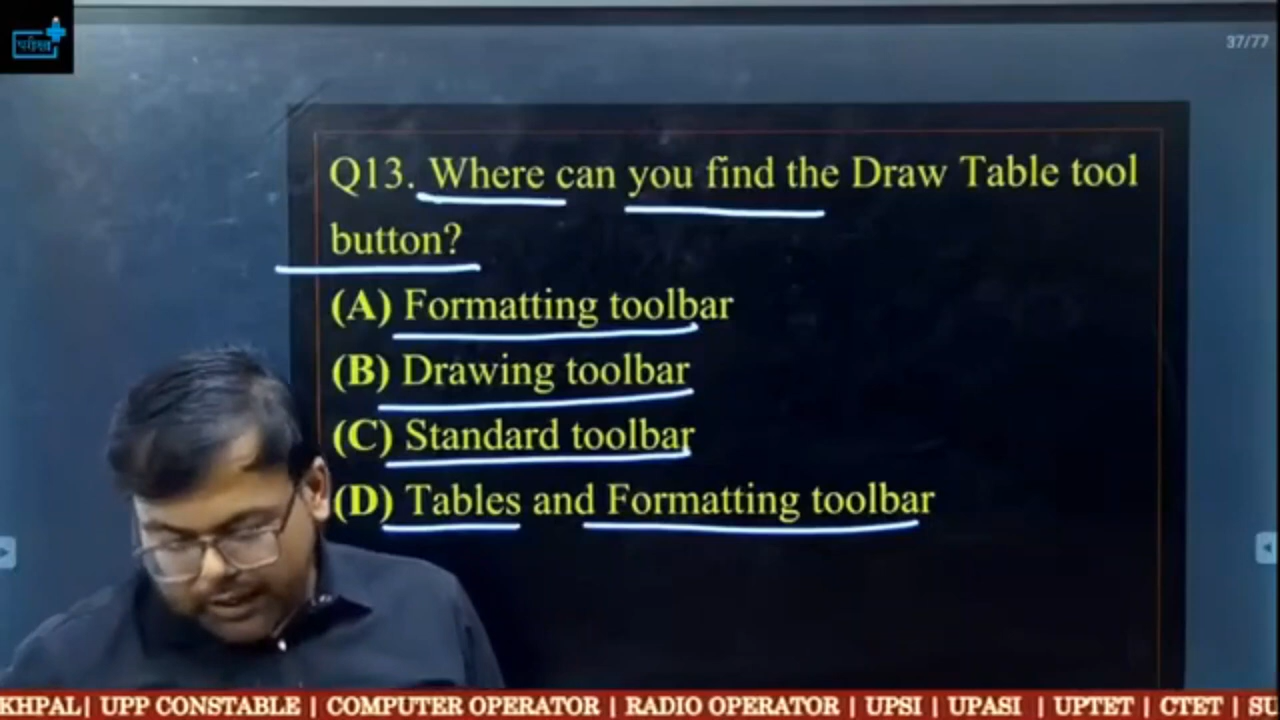 परीक्षा
37/77
Q13. Where can you find the Draw Table tool
button?
(A) Formatting toolbar
(B) Drawing toolbar
(C) Standard toolbar
(D) Tables and Formatting toolbar
KHPAL| UPP CONSTABLE | COMPUTER OPERATOR | RADIO OPERATOR | UPSI | UPASI | UPTET | CTET | SU